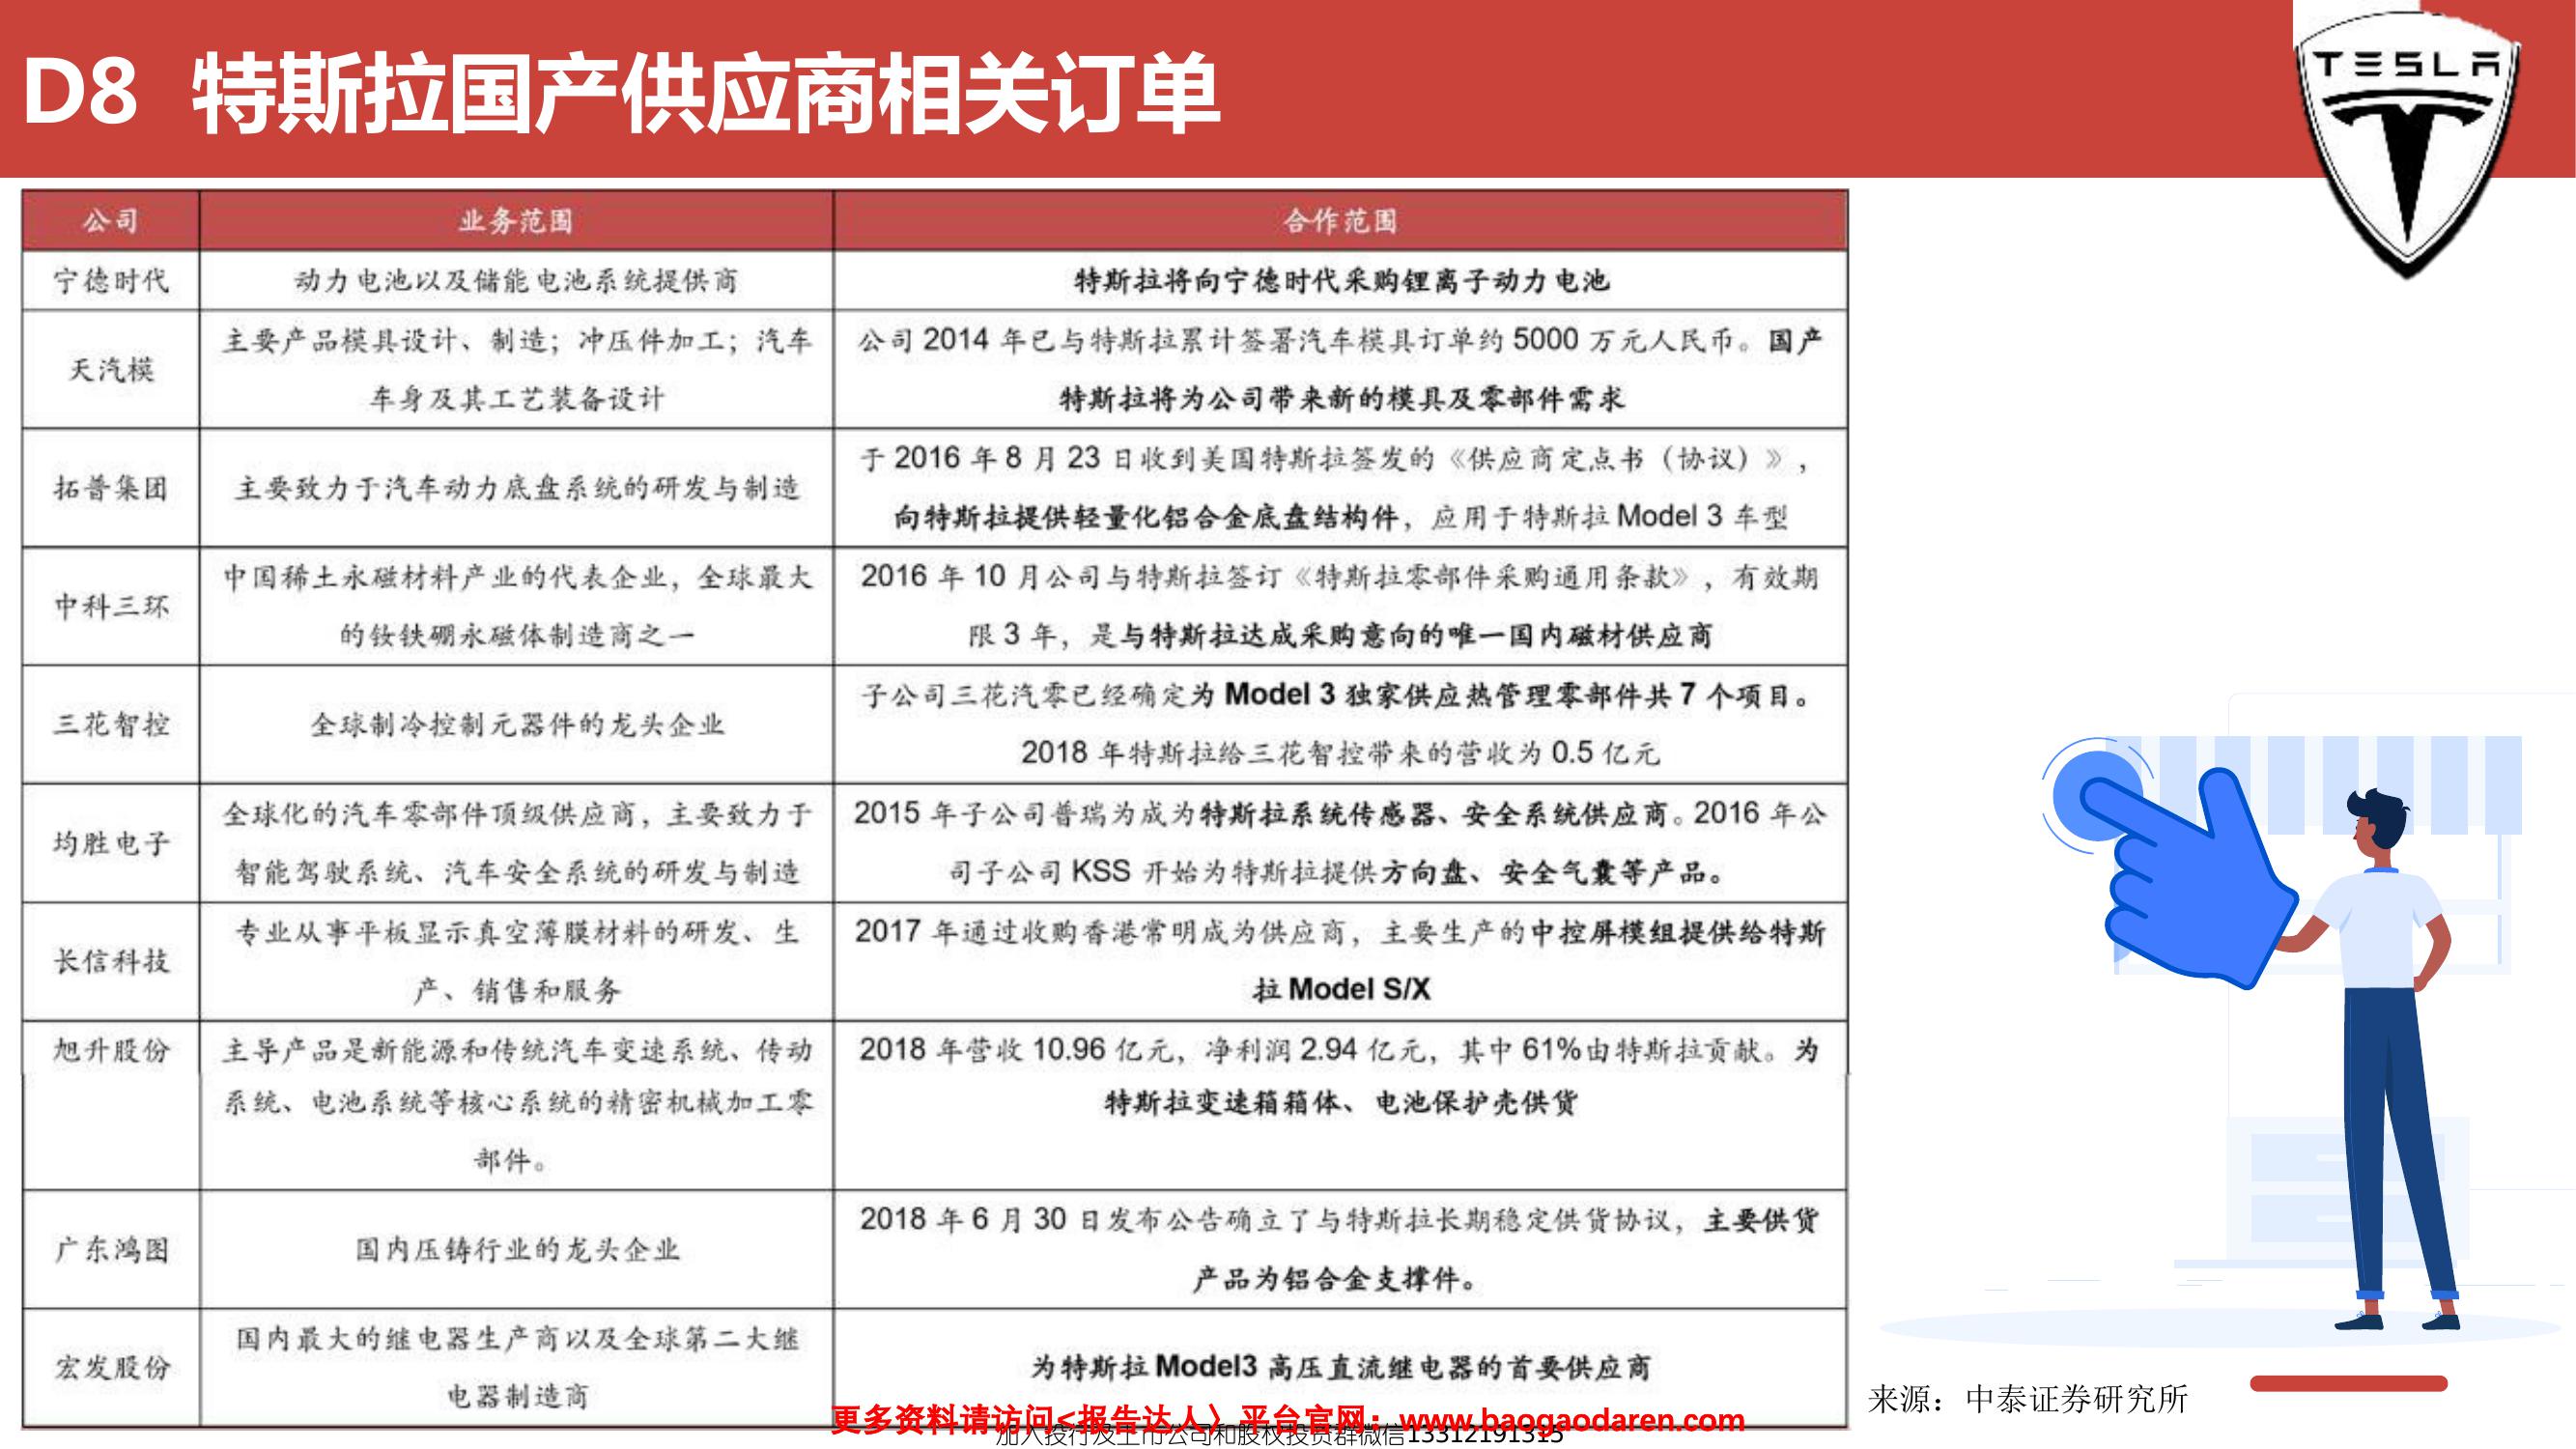 D8 特斯拉国产供应商相关订单
TESLA
公司 业务范围 合作范围
宁德时代 动力电池以及储能电池系统提供商 特斯拉将向宁德时代采购锂离子动力电池
天汽模
主要产品模具设计、制造；冲压件加工；汽车
车身及其工艺装备设计
公司 2014 年已与特斯拉累计签署汽车模具订单约 5000 万元人民币。国产
特斯拉将为公司带来新的模具及零部件需求
拓普集团
主要致力于汽车动力底盘系统的研发与制造
于 2016 年 8 月 23 日收到美国特斯拉签发的《供应商定点书（协议）》，
向特斯拉提供轻量化铝合金底盘结构件，应用于特斯拉 Model 3 车型
中科三环
中国稀土永磁材料产业的代表企业，全球最大
的钕铁硼永磁体制造商之一
2016 年 10 月公司与特斯拉签订《特斯拉零部件采购通用条款》，有效期
限 3 年，是与特斯拉达成采购意向的唯一国内磁材供应商
三花智控
全球制冷控制元器件的龙头企业
子公司三花汽零已经确定为 Model 3 独家供应热管理零部件共 7 个项目。
2018 年特斯拉给三花智控带来的营收为 0.5 亿元
均胜电子
全球化的汽车零部件顶级供应商，主要致力于
智能驾驶系统、汽车安全系统的研发与制造
2015 年子公司普瑞为成为特斯拉系统传感器、安全系统供应商。2016 年公
司子公司 KSS 开始为特斯拉提供方向盘、安全气囊等产品。
长信科技
专业从事平板显示真空薄膜材料的研发、生
产、销售和服务
2017 年通过收购香港常明成为供应商，主要生产的中控屏模组提供给特斯
拉 Model S/X
旭升股份
主导产品是新能源和传统汽车变速系统、传动
系统、电池系统等核心系统的精密机械加工零
部件。
2018 年营收 10.96 亿元，净利润 2.94 亿元，其中 61%由特斯拉贡献。为
特斯拉变速箱箱体、电池保护壳供货
广东鸿图
国内压铸行业的龙头企业
2018 年 6 月 30 日发布公告确立了与特斯拉长期稳定供货协议，主要供货
产品为铝合金支撑件。
宏发股份
国内最大的继电器生产商以及全球第二大继
电器制造商
为特斯拉 Model3 高压直流继电器的首要供应商
来源：中泰证券研究所
更多资料请访问<报告达人〉平台官网：www.baogaodaren.com
加入投行及上市公司和股权投资群微信13312191315